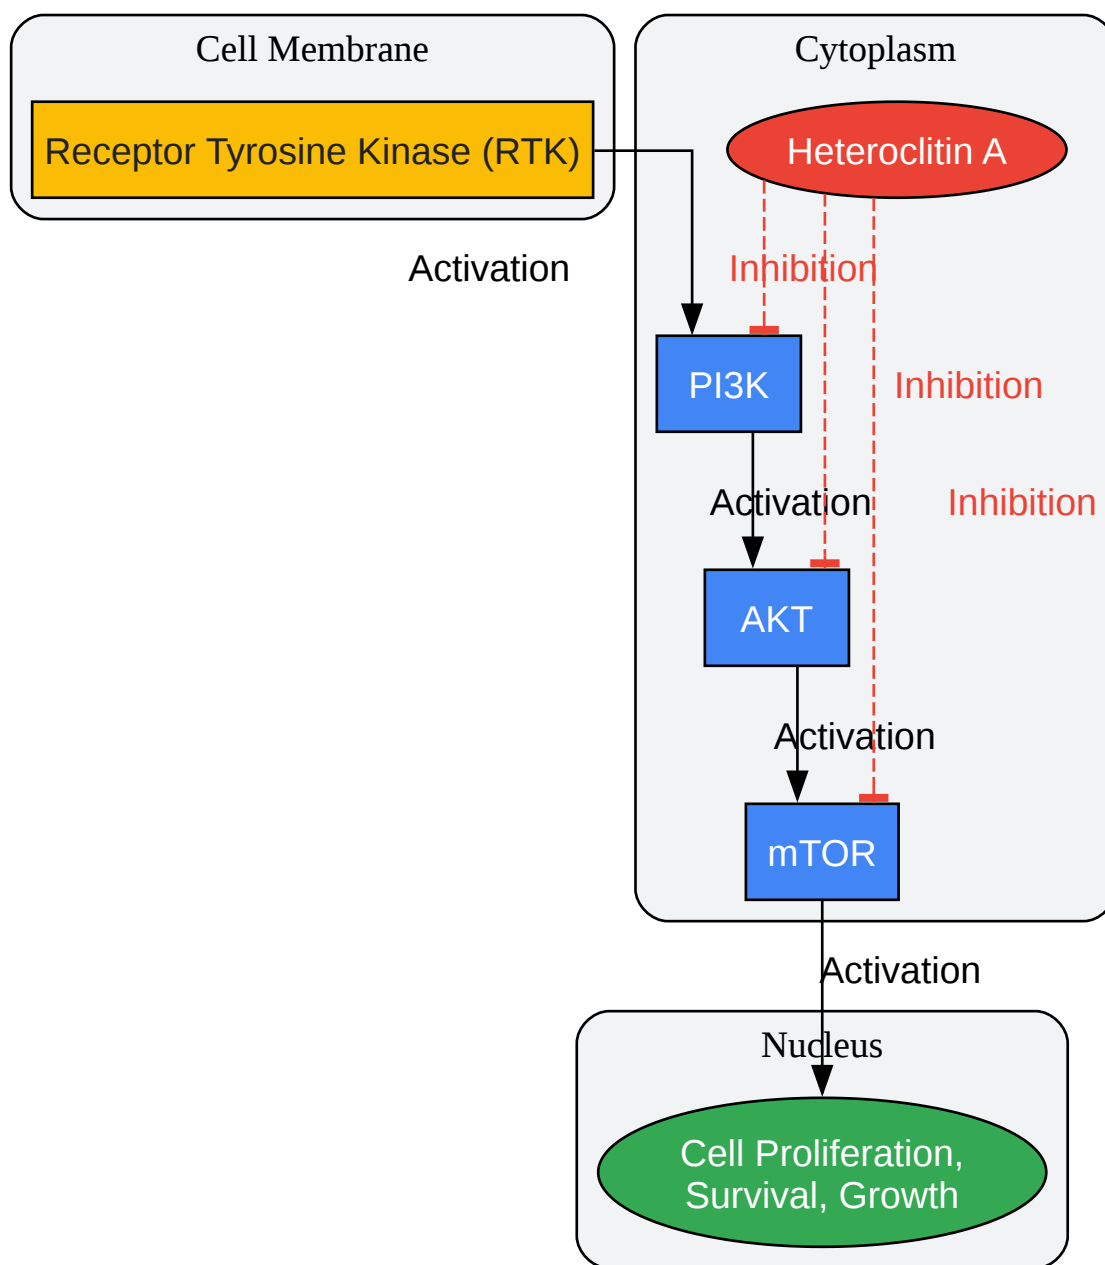 Cell Membrane
Cytoplasm
Receptor Tyrosine Kinase (RTK)
Heteroclitin A
Activation
Inhibition
PI3K
Inhibition
Activation
Inhibition
AKT
Activation
mTOR
Activation
Nucleus
Cell Proliferation,
Survival, Growth